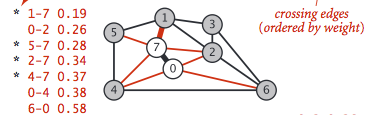 * 1-7 0.19
0-2 0.26
* 5-7 0.28
* 2-7 0.34
* 4-7 0.37
0-4 0.38
6-0 0.58
crossing edges
(ordered by weight)
1
3
5
7
2
0
4
6